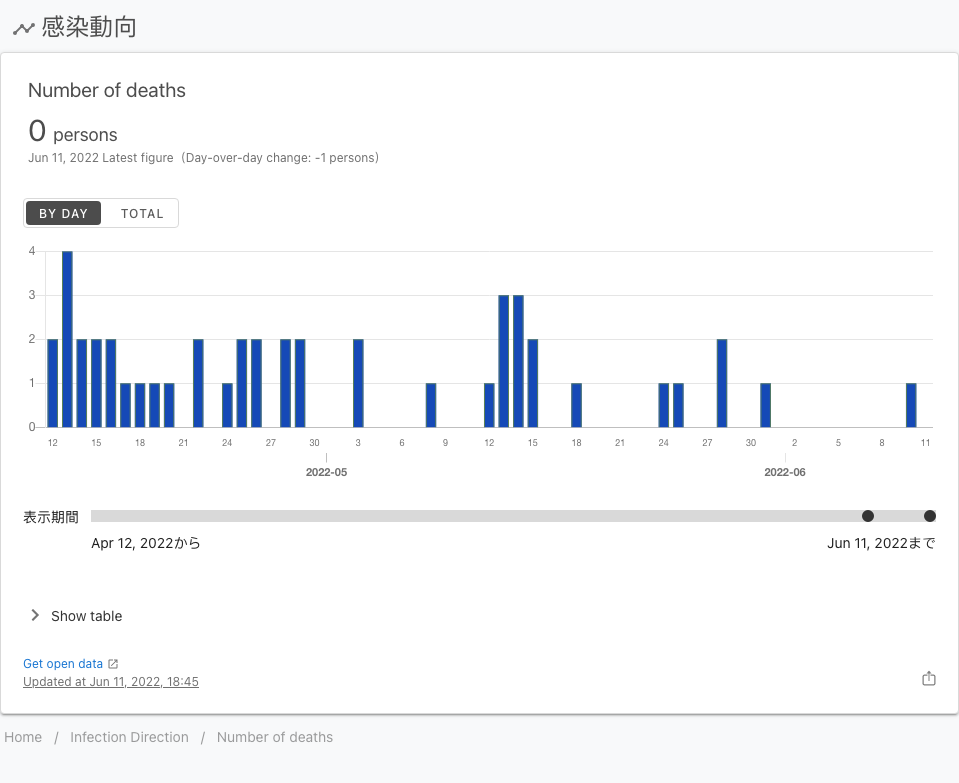 感染動向
Number of deaths
0 persons
Jun 11, 2022 Latest figure（Day-over-day change: -1 persons）
BY DAY TOTAL
4
3
2
1
0
12 15 18 21 24 27 30 3 6 9 12 15 18 21 24 27 30 2 5 8 11
2022-05 2022-06
表示期間
Apr 12, 2022から Jun 11, 2022まで
Show table
Get open data
Updated at Jun 11, 2022, 18:45
Home / Infection Direction / Number of deaths